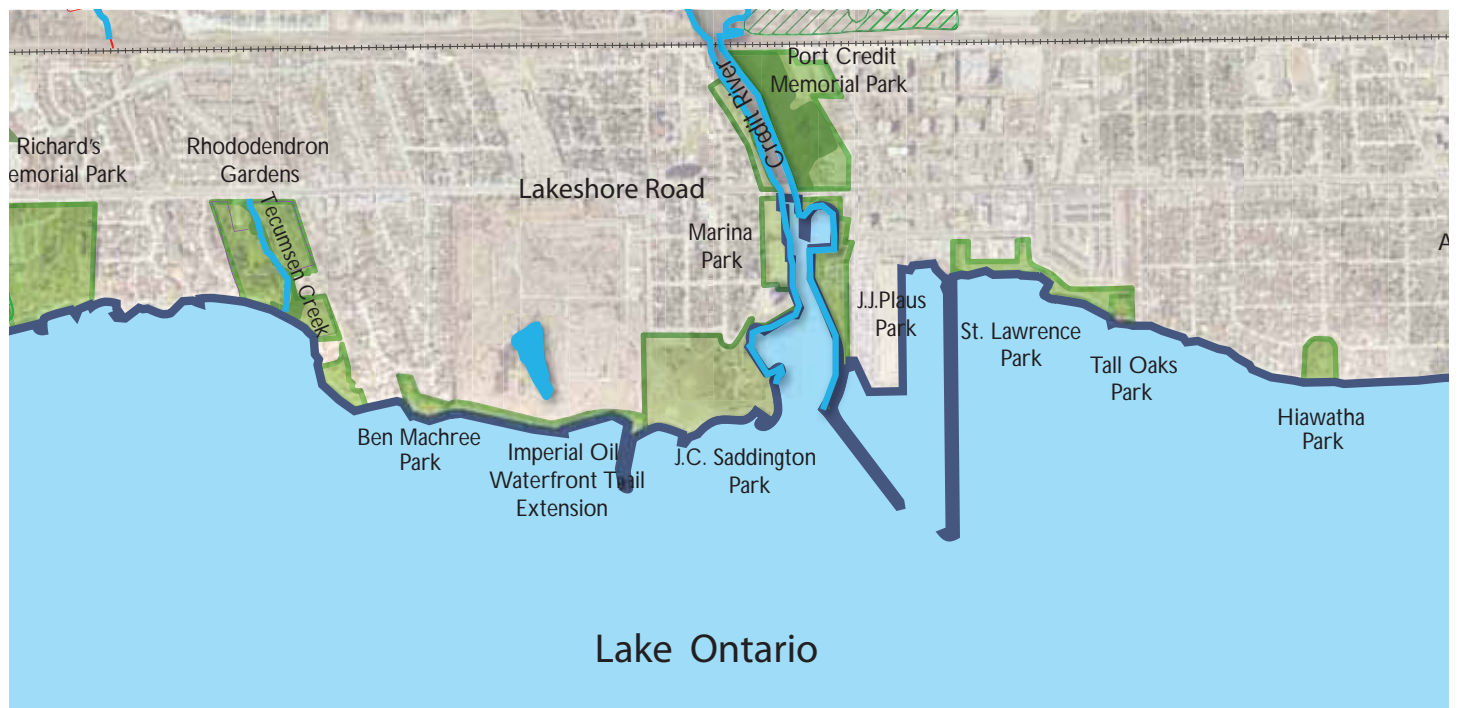 Port Credit
Memorial Park
Credit River
Richard's
emorial Park
Rhododendron
Gardens
Tecumsen Creek
Lakeshore Road
Marina
Park
A
J.J.Plaus
Park
St. Lawrence
Park
Tall Oaks
Park
Hiawatha
Park
Ben Machree
Park
Imperial Oil
Waterfront Trail
Extension
J.C. Saddington
Park
Lake Ontario